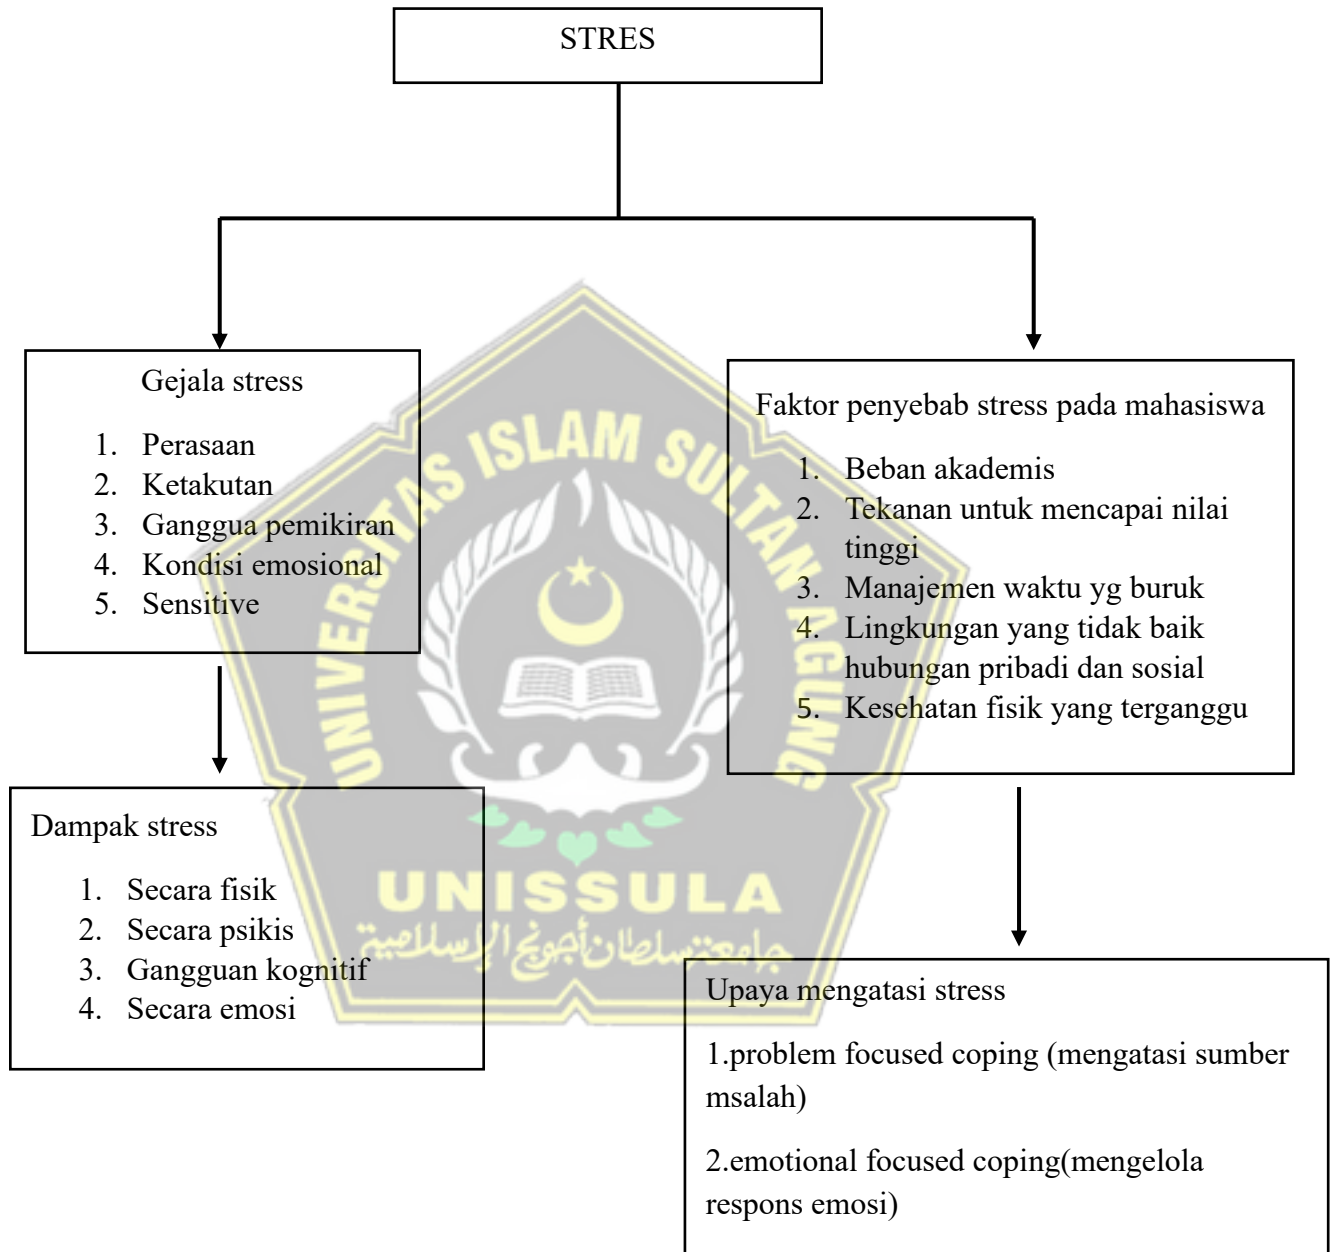 STRES
Gejala stress
1. Perasaan
2. Ketakutan
3. Ganggua pemikiran
4. Kondisi emosional
5. Sensitive
Faktor penyebab stress pada mahasiswa
1. Beban akademis
2. Tekanan untuk mencapai nilai
tinggi
3. Manajemen waktu yg buruk
4. Lingkungan yang tidak baik
hubungan pribadi dan sosial
5. Kesehatan fisik yang terganggu
Dampak stress
1. Secara fisik
2. Secara psikis
3. Gangguan kognitif
4. Secara emosi
Upaya mengatasi stress
1.problem focused coping (mengatasi sumber
msalah)
2.emotional focused coping(mengelola
respons emosi)
UNIVERSITAS ISLAM SULTAN AGUNG
UNISSULA
جامعة سلطان أجونج الإسلامية